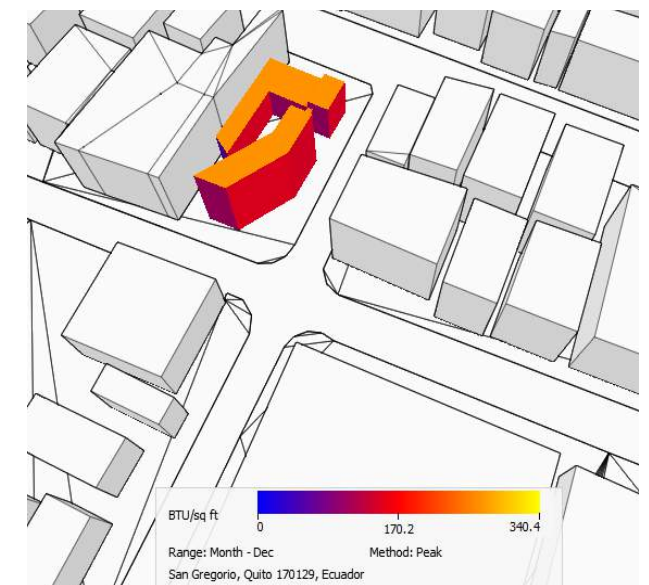 BTU/sq ft
0 170.2 340.4
Range: Month - Dec Method: Peak
San Gregorio, Quito 170129, Ecuador